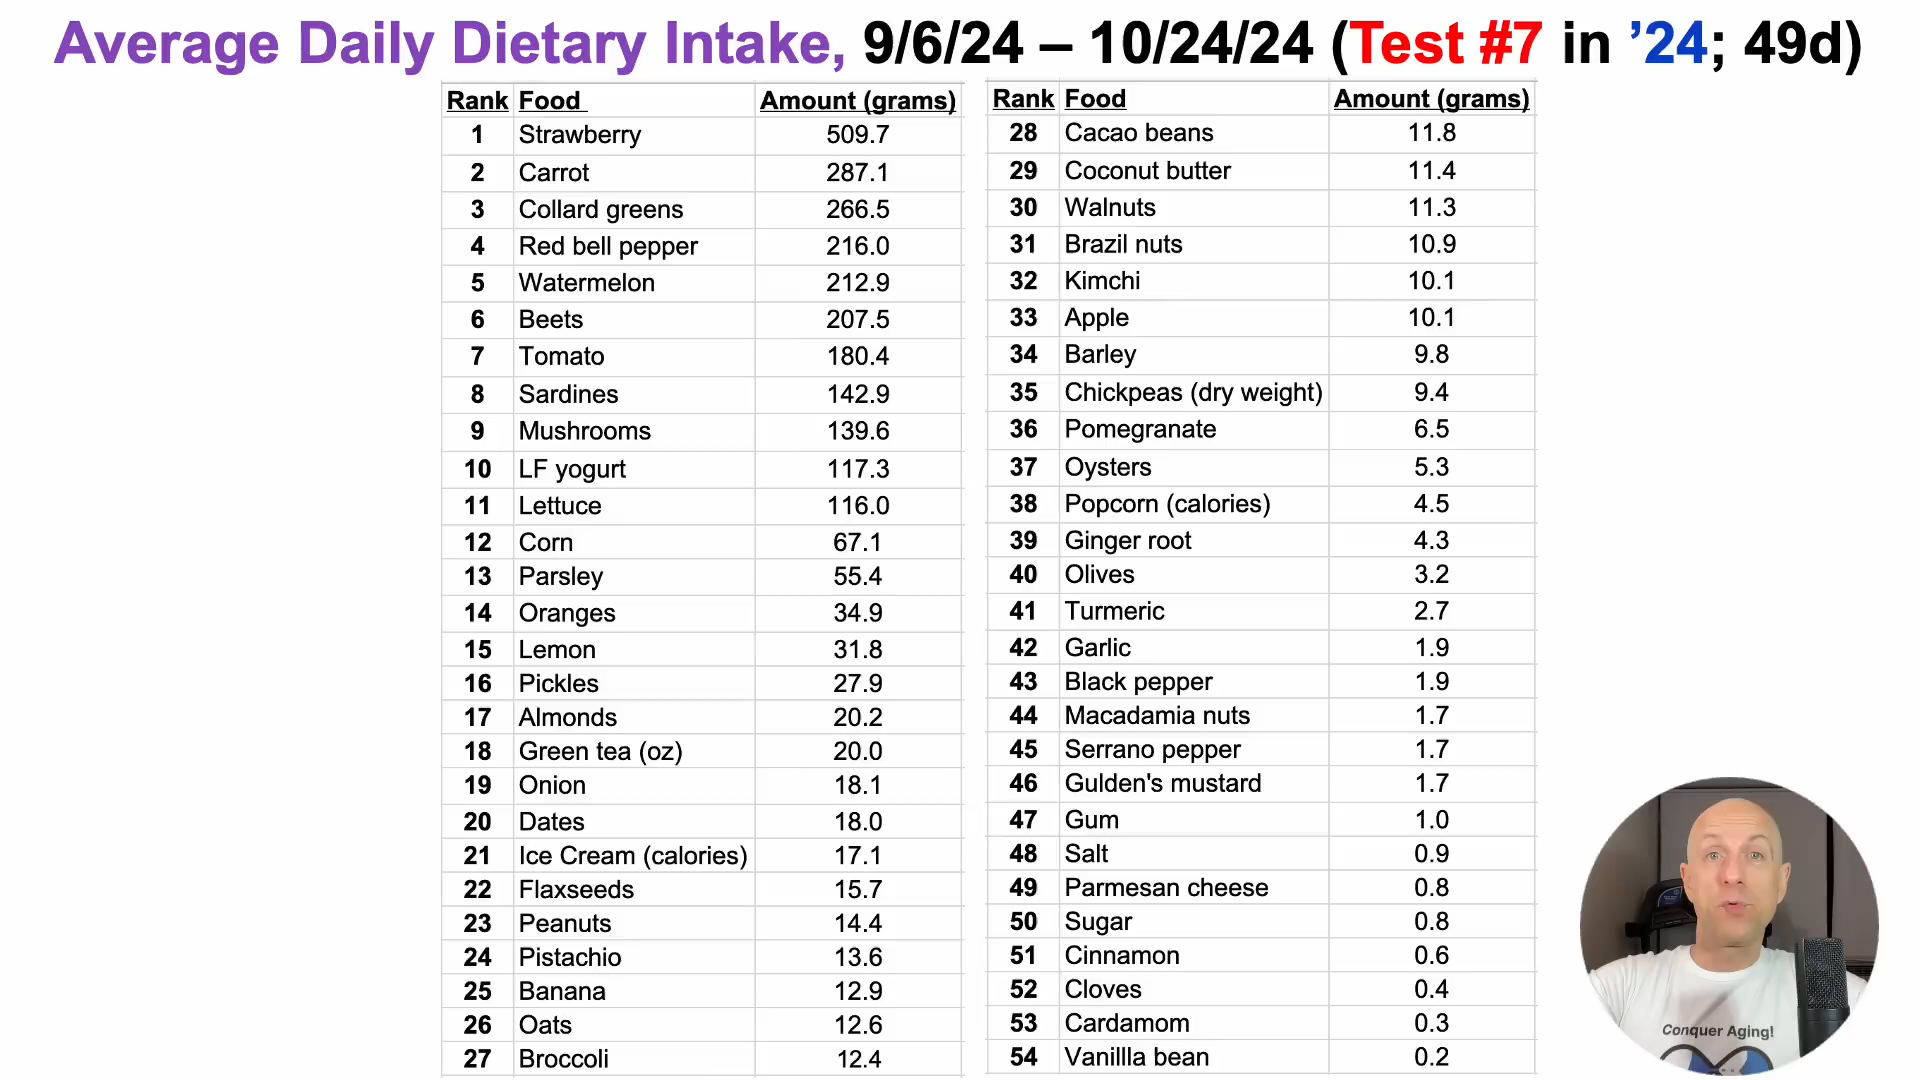 Average Daily Dietary Intake, 9/6/24 – 10/24/24 (Test #7 in ’24; 49d)
Rank Food Amount (grams)
1 Strawberry 509.7
2 Carrot 287.1
3 Collard greens 266.5
4 Red bell pepper 216.0
5 Watermelon 212.9
6 Beets 207.5
7 Tomato 180.4
8 Sardines 142.9
9 Mushrooms 139.6
10 LF yogurt 117.3
11 Lettuce 116.0
12 Corn 67.1
13 Parsley 55.4
14 Oranges 34.9
15 Lemon 31.8
16 Pickles 27.9
17 Almonds 20.2
18 Green tea (oz) 20.0
19 Onion 18.1
20 Dates 18.0
21 Ice Cream (calories) 17.1
22 Flaxseeds 15.7
23 Peanuts 14.4
24 Pistachio 13.6
25 Banana 12.9
26 Oats 12.6
27 Broccoli 12.4
Rank Food Amount (grams)
28 Cacao beans 11.8
29 Coconut butter 11.4
30 Walnuts 11.3
31 Brazil nuts 10.9
32 Kimchi 10.1
33 Apple 10.1
34 Barley 9.8
35 Chickpeas (dry weight) 9.4
36 Pomegranate 6.5
37 Oysters 5.3
38 Popcorn (calories) 4.5
39 Ginger root 4.3
40 Olives 3.2
41 Turmeric 2.7
42 Garlic 1.9
43 Black pepper 1.9
44 Macadamia nuts 1.7
45 Serrano pepper 1.7
46 Gulden's mustard 1.7
47 Gum 1.0
48 Salt 0.9
49 Parmesan cheese 0.8
50 Sugar 0.8
51 Cinnamon 0.6
52 Cloves 0.4
53 Cardamom 0.3
54 Vanillla bean 0.2
Conquer Aging!